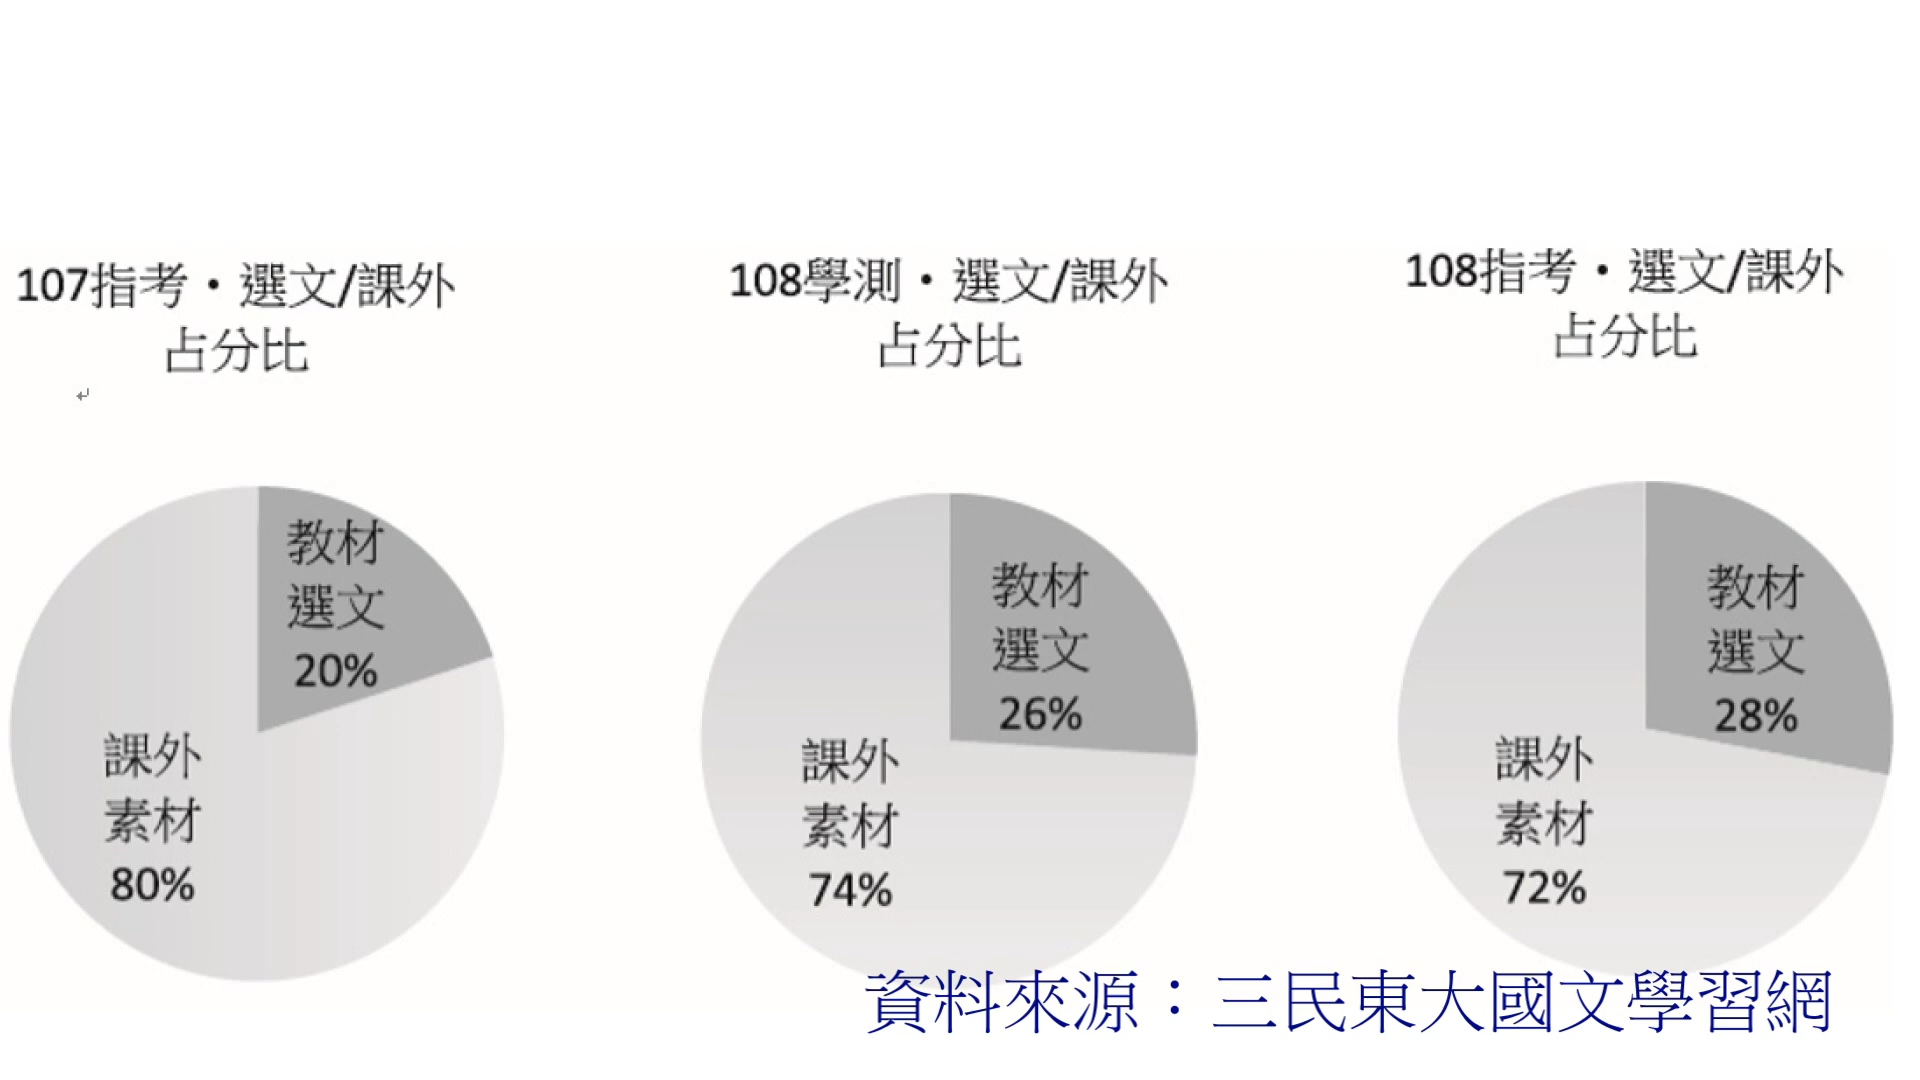 107指考・選文/課外
占分比
教材
選文
20%
課外
素材
80%
108學測・選文/課外
占分比
教材
選文
26%
課外
素材
74%
108指考・選文/課外
占分比
教材
選文
28%
課外
素材
72%
資料來源：三民東大國文學習網